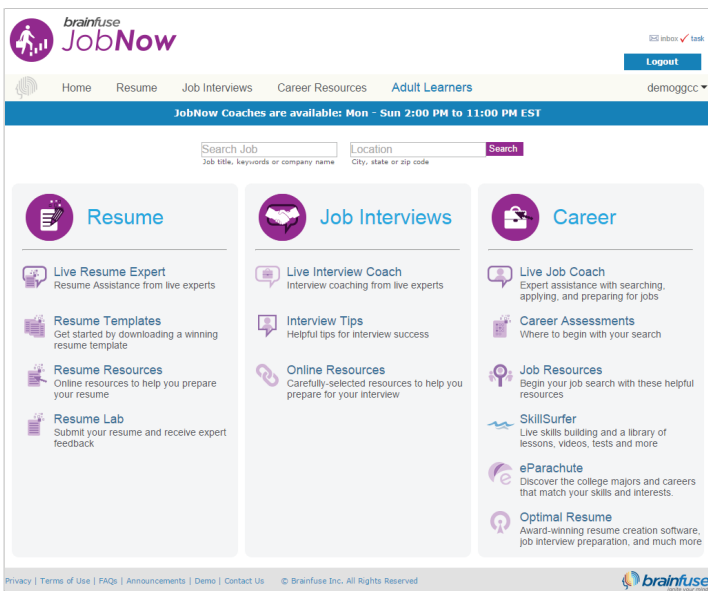 brainfuse
JobNow
inbox task
Logout
Home Resume Job Interviews Career Resources Adult Learners demoggcc
JobNow Coaches are available: Mon - Sun 2:00 PM to 11:00 PM EST
Search Job Location Search
Job title, keywords or company name City, state or zip code
Resume
Live Resume Expert
Resume Assistance from live experts
Resume Templates
Get started by downloading a winning
resume template
Resume Resources
Online resources to help you prepare
your resume
Resume Lab
Submit your resume and receive expert
feedback
Job Interviews
Live Interview Coach
Interview coaching from live experts
Interview Tips
Helpful tips for interview success
Online Resources
Carefully-selected resources to help you
prepare for your interview
Career
Live Job Coach
Expert assistance with searching,
applying, and preparing for jobs
Career Assessments
Where to begin with your search
Job Resources
Begin your job search with these helpful
resources
SkillSurfer
Live skills building and a library of
lessons, videos, tests and more
eParachute
Discover the college majors and careers
that match your skills and interests.
Optimal Resume
Award-winning resume creation software,
job interview preparation, and much more
Privacy | Terms of Use | FAQs | Announcements | Demo | Contact Us © Brainfuse Inc. All Rights Reserved
brainfuse
ignite your mind